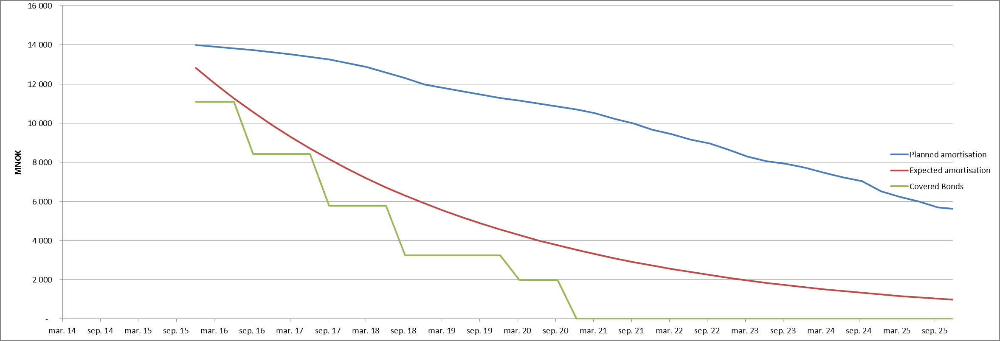 16 000
14 000
12 000
10 000
8 000
6 000
4 000
2 000
-
MNOK
Planned amortisation
Expected amortisation
Covered Bonds
mar. 14 sep. 14 mar. 15 sep. 15 mar. 16 sep. 16 mar. 17 sep. 17 mar. 18 sep. 18 mar. 19 sep. 19 mar. 20 sep. 20 mar. 21 sep. 21 mar. 22 sep. 22 mar. 23 sep. 23 mar. 24 sep. 24 mar. 25 sep. 25